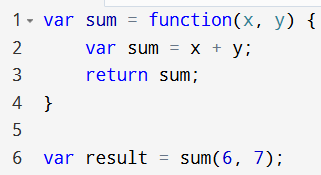 1 var sum = function(x, y) {
2     var sum = x + y;
3     return sum;
4 }
5
6 var result = sum(6, 7);